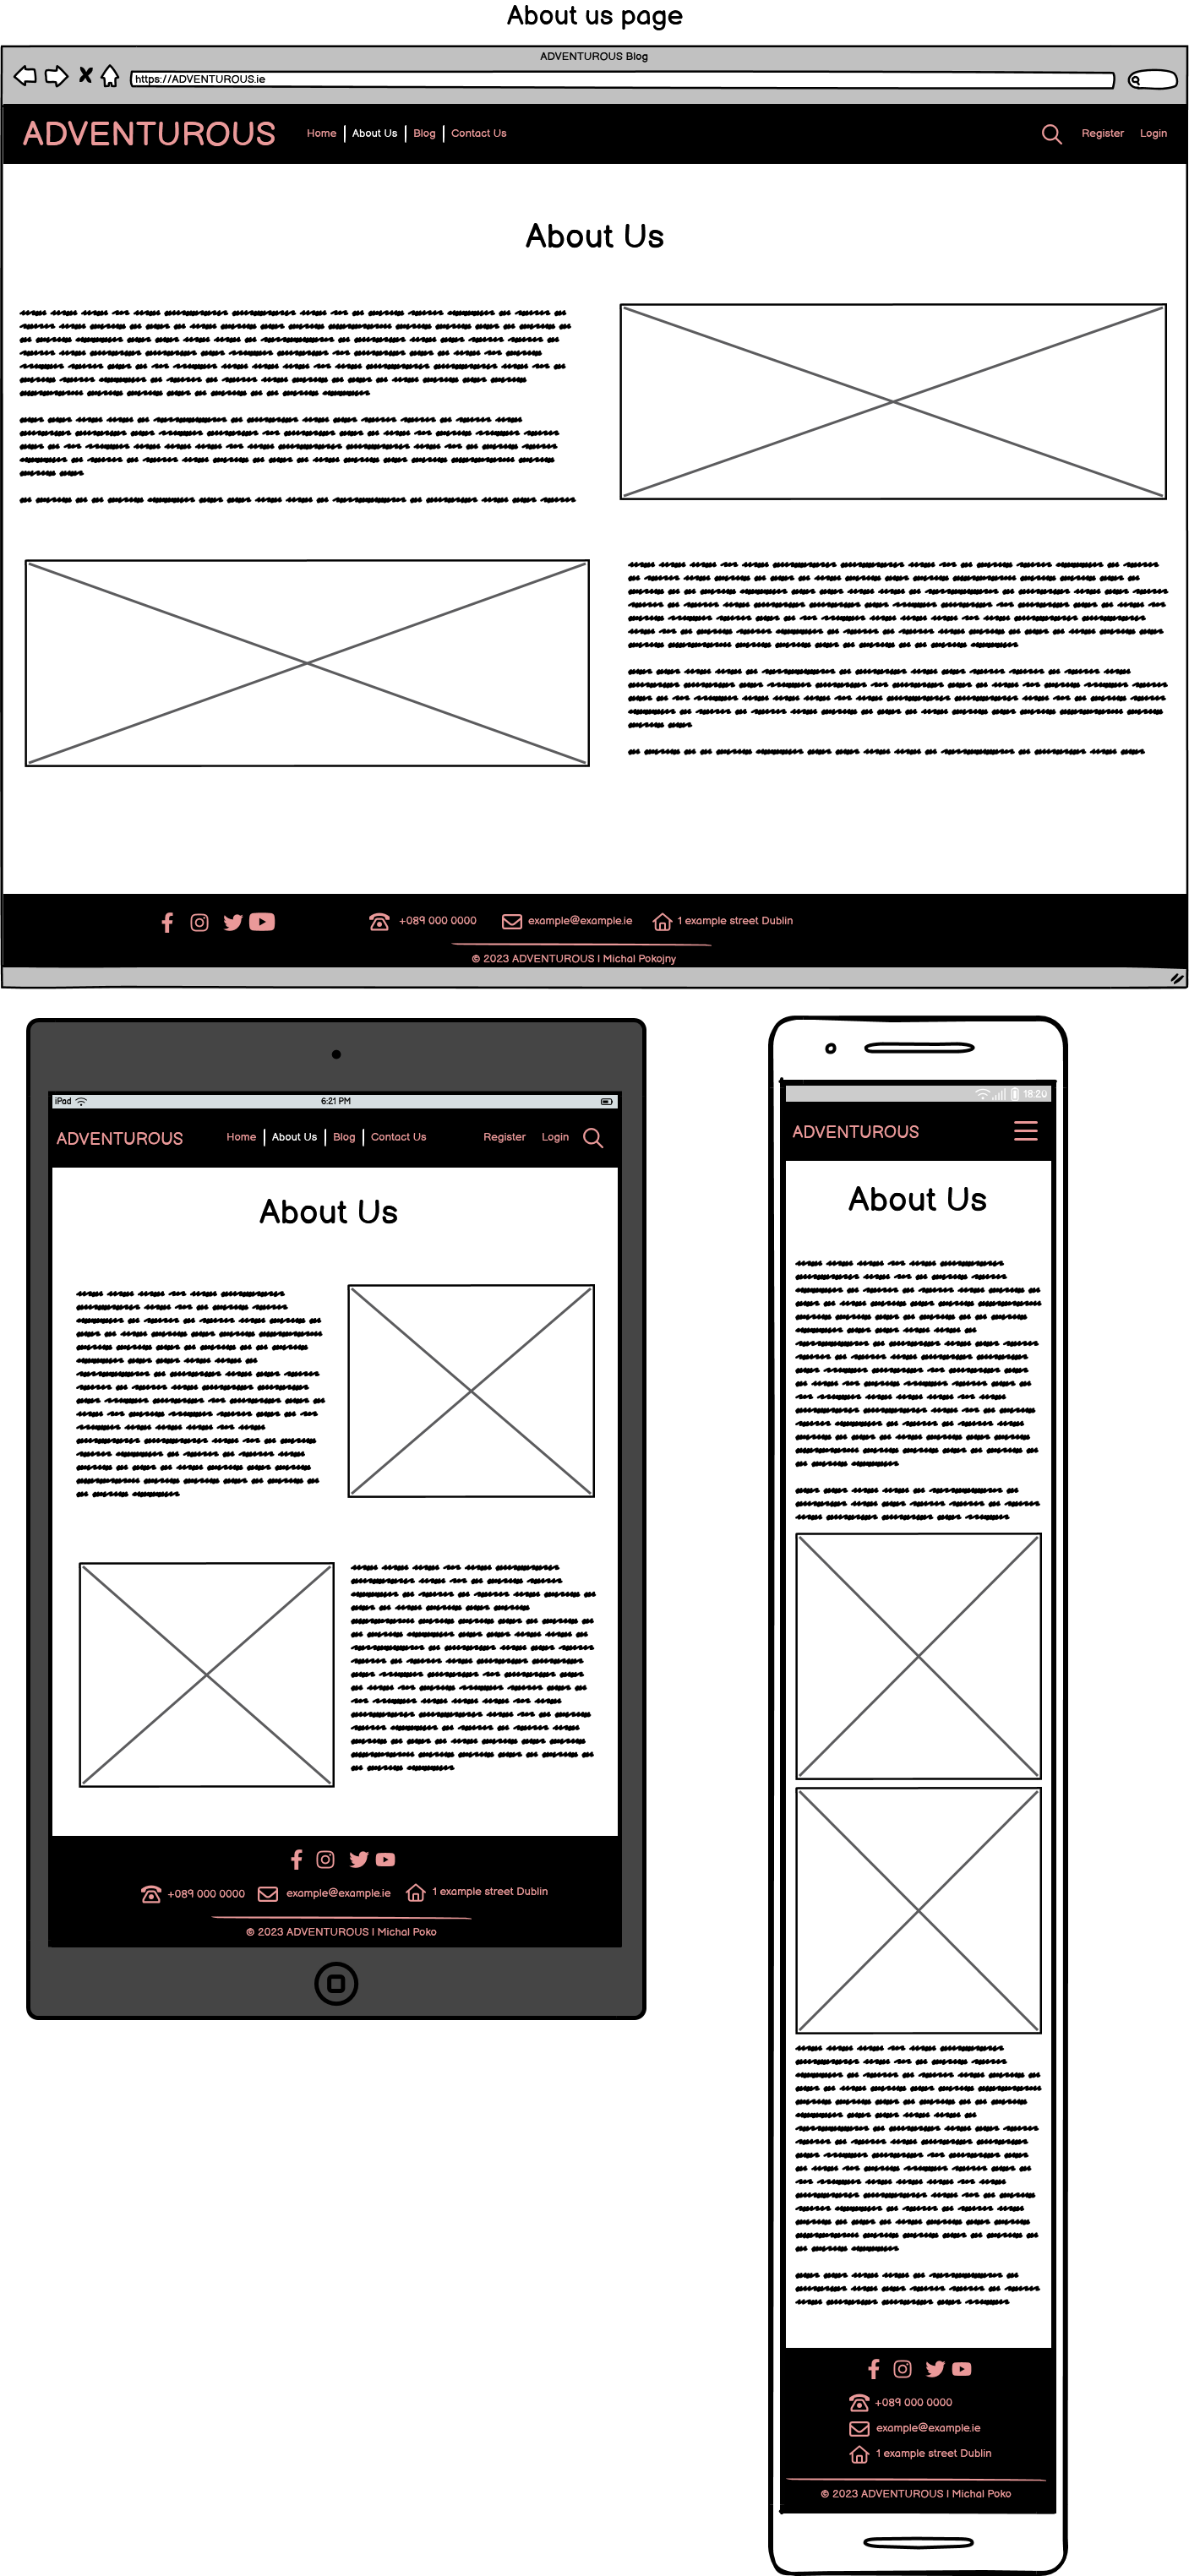 About us page
ADVENTUROUS Blog
https://ADVENTUROUS.ie
ADVENTUROUS Home About Us Blog Contact Us Register Login
About Us
+089 000 0000 example@example.ie 1 example street Dublin
© 2023 ADVENTUROUS | Michal Pokojny
iPad 6:21 PM
ADVENTUROUS Home About Us Blog Contact Us Register Login
About Us
+089 000 0000 example@example.ie 1 example street Dublin
© 2023 ADVENTUROUS | Michal Poko
18:20
ADVENTUROUS
About Us
+089 000 0000
example@example.ie
1 example street Dublin
© 2023 ADVENTUROUS | Michal Poko